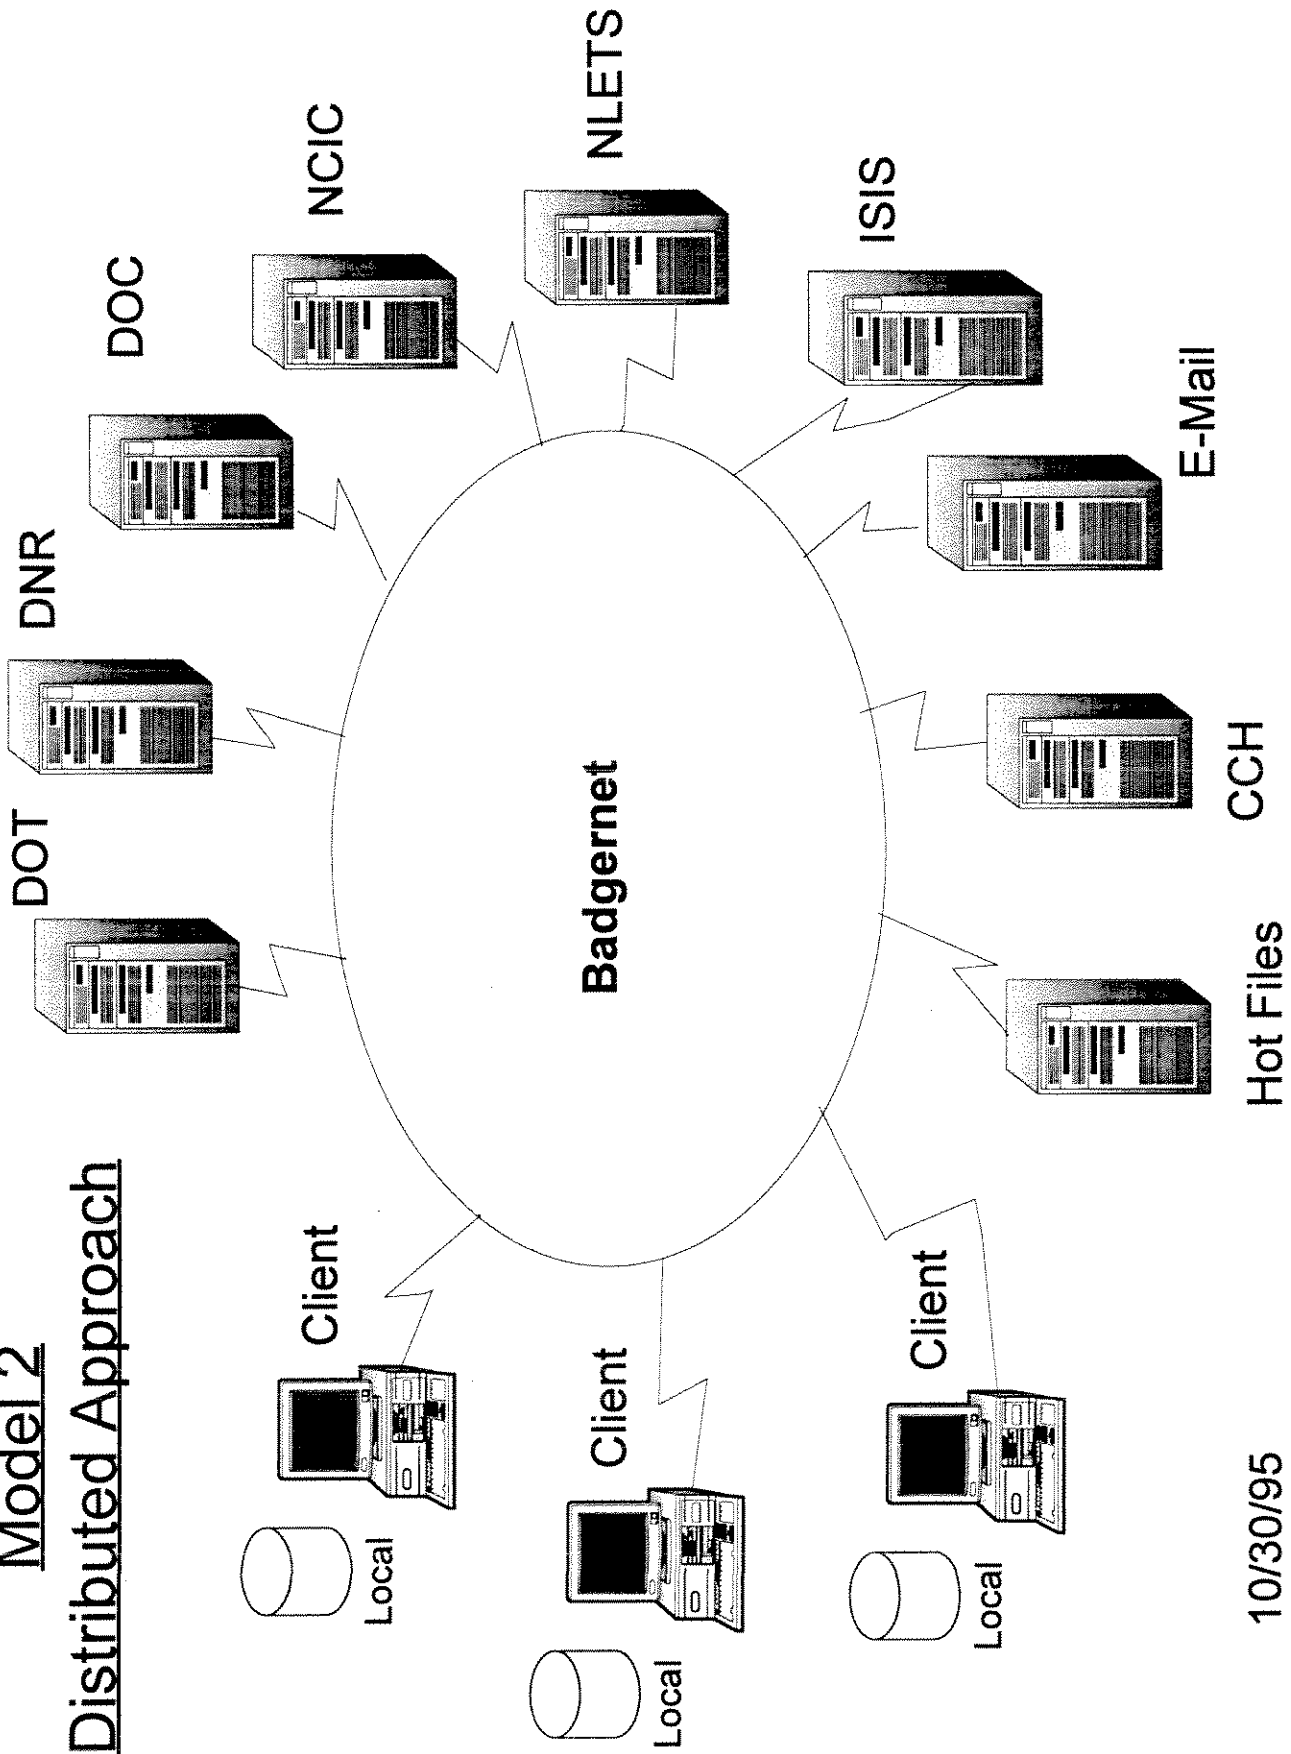 Model 2
Distributed Approach
DOT
DNR
DOC
NCIC
NLETS
ISIS
E-Mail
CCH
Hot Files
Badgernet
Client
Local
Client
Local
Client
Local
10/30/95